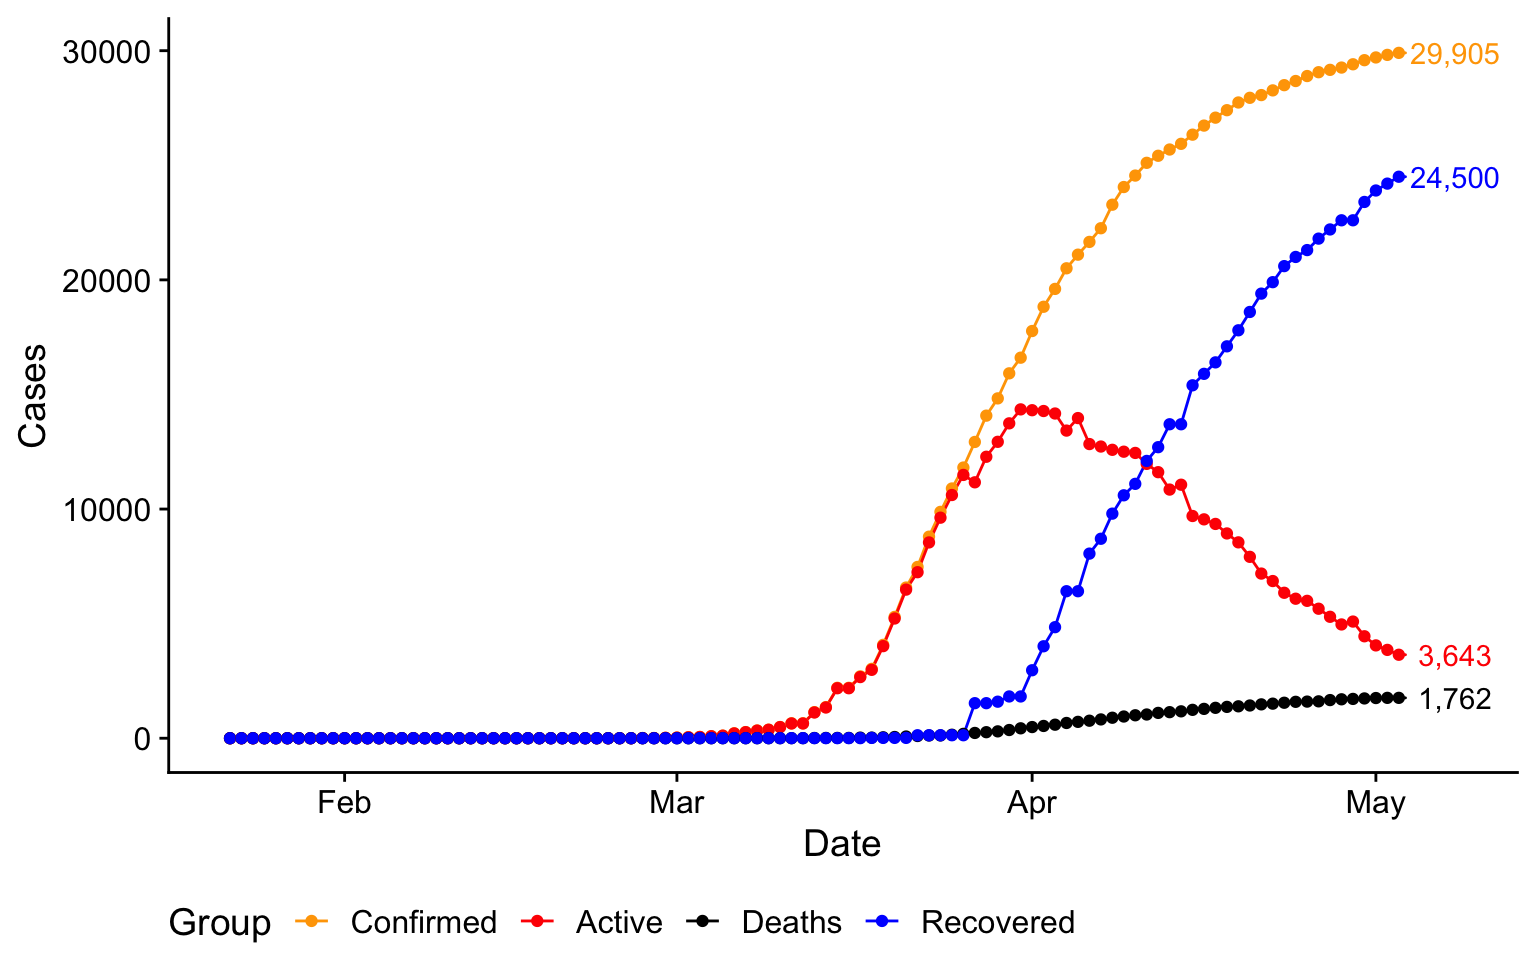 30000
20000
10000
0
Cases
29,905
24,500
3,643
1,762
Feb Mar Apr May
Date
Group Confirmed Active Deaths Recovered